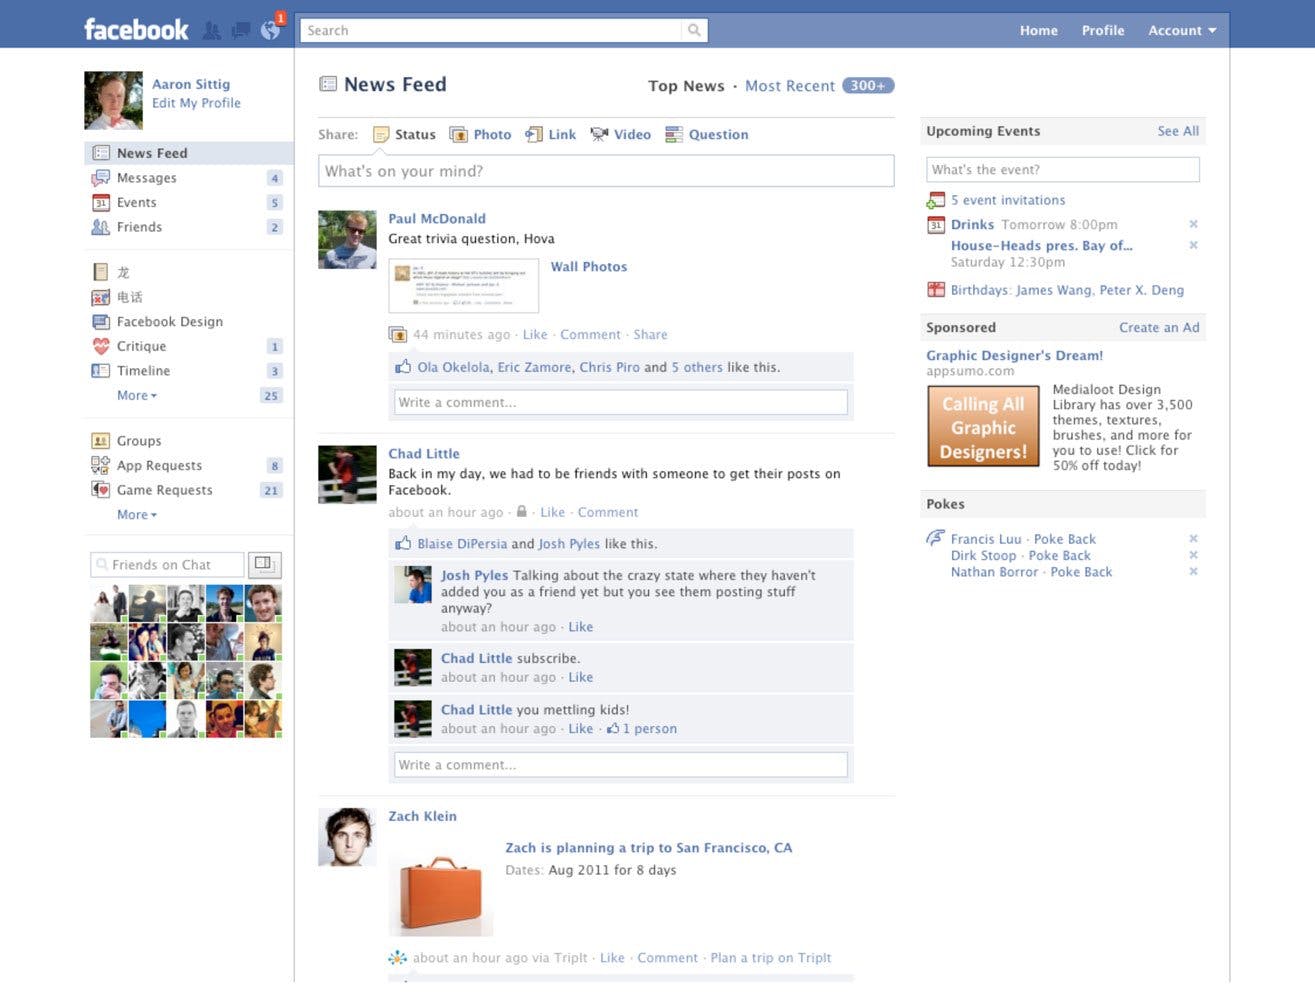 facebook
1
Search
Home Profile Account
Aaron Sittig
Edit My Profile
News Feed
Messages 4
Events 5
Friends 2
龙
电话
Facebook Design
Critique 1
Timeline 3
More 25
Groups
App Requests 8
Game Requests 21
More
Friends on Chat
News Feed
Top News · Most Recent 300+
Share: Status Photo Link Video Question
What's on your mind?
Paul McDonald
Great trivia question, Hova
Wall Photos
44 minutes ago · Like · Comment · Share
Ola Okelola, Eric Zamore, Chris Piro and 5 others like this.
Write a comment...
Chad Little
Back in my day, we had to be friends with someone to get their posts on
Facebook.
about an hour ago · Like · Comment
Blaise DiPersia and Josh Pyles like this.
Josh Pyles Talking about the crazy state where they haven't
added you as a friend yet but you see them posting stuff
anyway?
about an hour ago · Like
Chad Little subscribe.
about an hour ago · Like
Chad Little you mettling kids!
about an hour ago · Like · 1 person
Write a comment...
Zach Klein
Zach is planning a trip to San Francisco, CA
Dates: Aug 2011 for 8 days
about an hour ago via TripIt · Like · Comment · Plan a trip on TripIt
Upcoming Events See All
What's the event?
5 event invitations
31
Drinks Tomorrow 8:00pm
House-Heads pres. Bay of...
Saturday 12:30pm
Birthdays: James Wang, Peter X. Deng
Sponsored Create an Ad
Graphic Designer's Dream!
appsumo.com
Calling All
Graphic
Designers!
Medialoot Design
Library has over 3,500
themes, textures,
brushes, and more for
you to use! Click for
50% off today!
Pokes
Francis Luu · Poke Back
Dirk Stoop · Poke Back
Nathan Borror · Poke Back